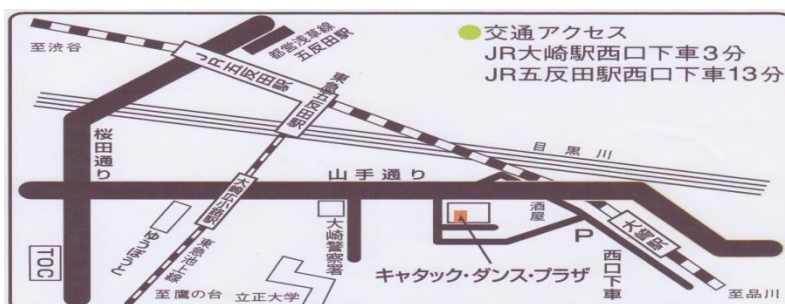 交通アクセス
JR大崎駅西口下車3分
JR五反田駅西口下車13分
至渋谷
都営浅草線
五反田駅
JR五反田駅
東急五反田駅
目黒川
桜田通り
山手通り
大崎広小路駅
大崎警察署
酒屋
大崎駅
P
ゆうぽうと
東急池上線
TOC
キャタック・ダンス・プラザ
西口下車
至鷹の台
立正大学
至品川